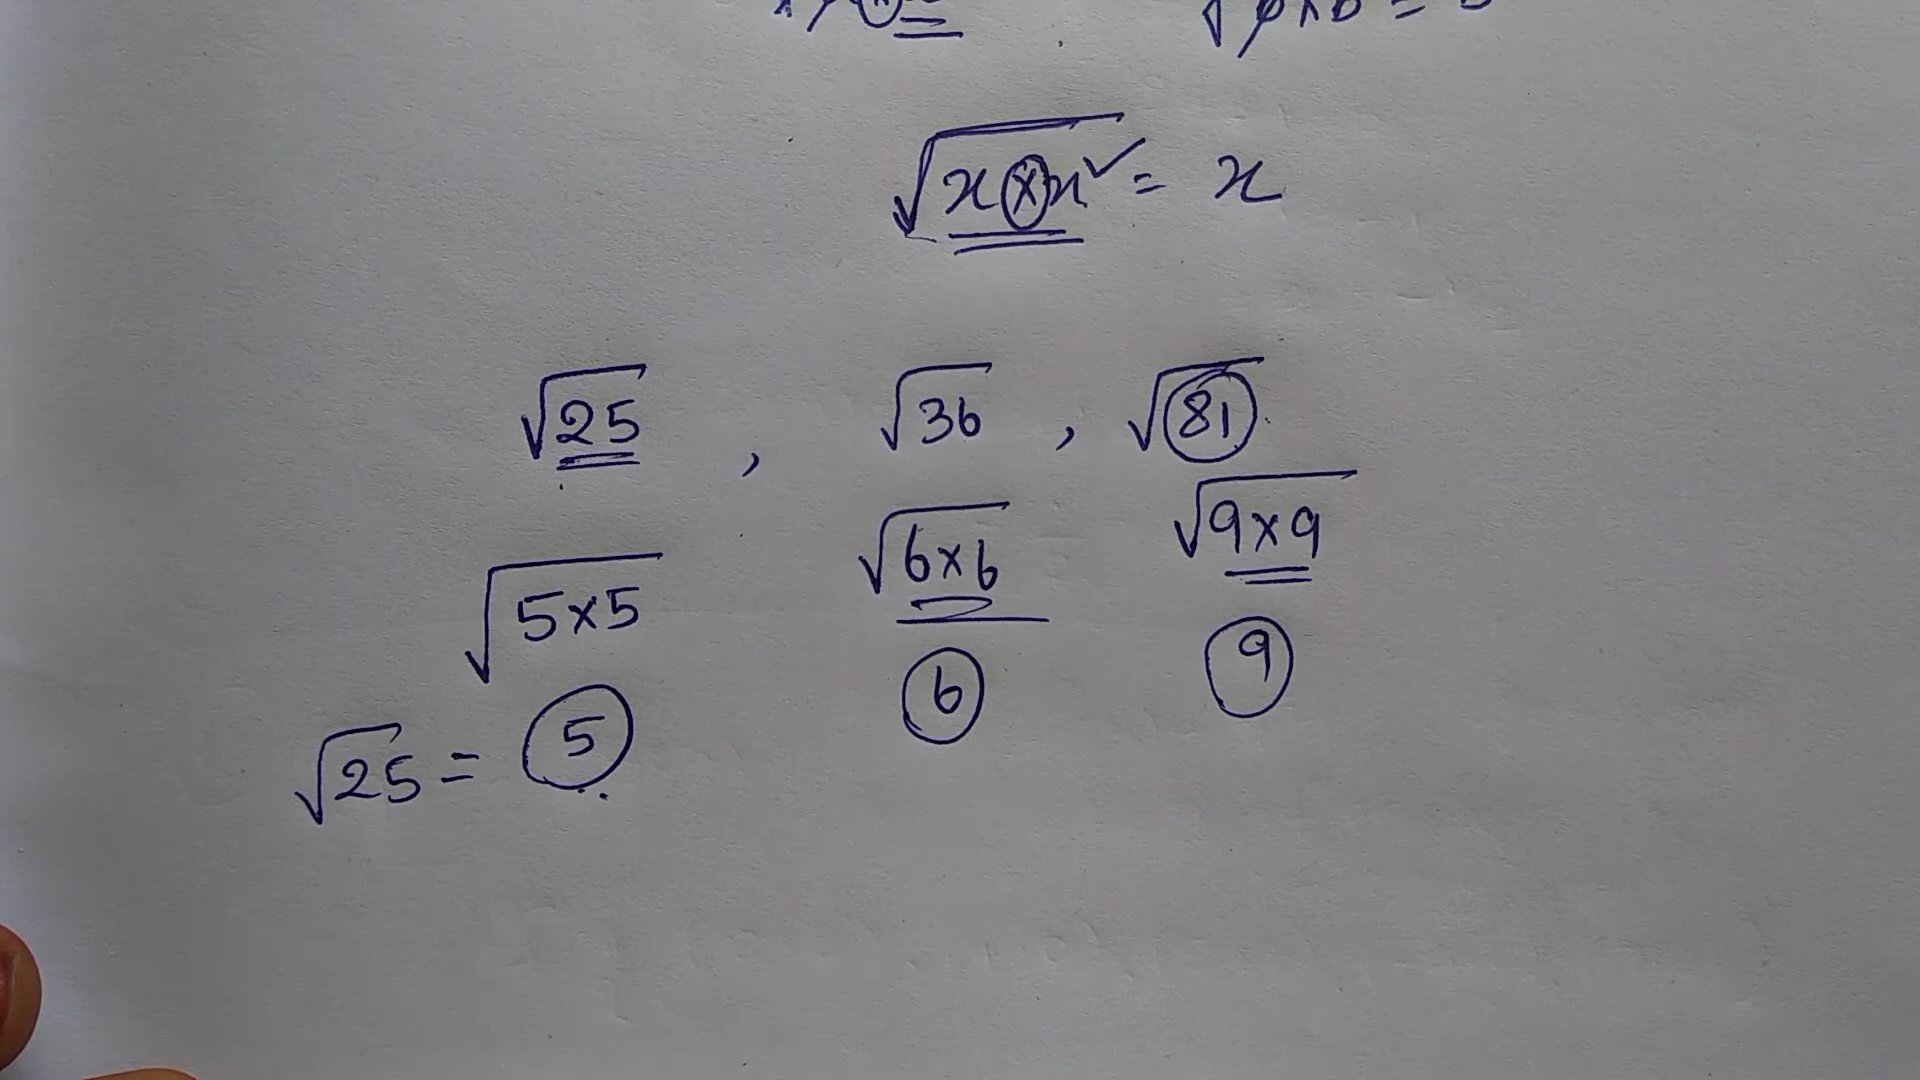 √x×x = x
√25 , √36 , √81
√5×5 √6×6 √9×9
√25 = 5 6 9